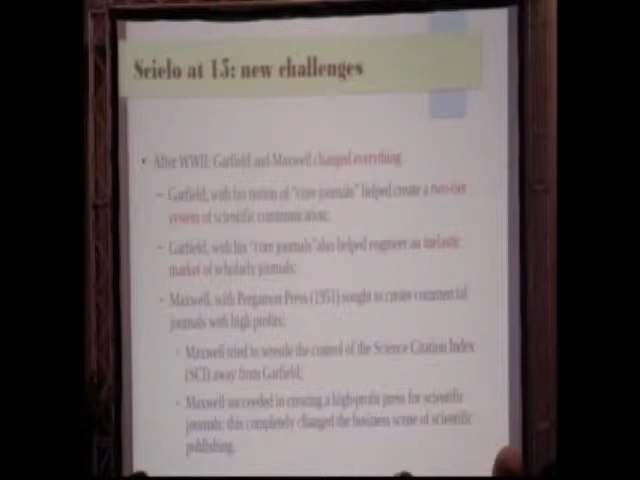 Scielo at 15: new challenges
• After WWII: Garfield and Maxwell changed everything
– Garfield, with his notion of "core journals" helped create a two-tier
system of scientific communication;
– Garfield, with his "core journals"also helped engineer an inelastic
market of scholarly journals;
– Maxwell, with Pergamon Press (1951) sought to create commercial
journals with high profits;
- Maxwell tried to wrestle the control of the Science Citation Index
(SCI) away from Garfield;
- Maxwell succeeded in creating a high-profit press for scientific
journals; this completely changed the business scene of scientific
publishing.